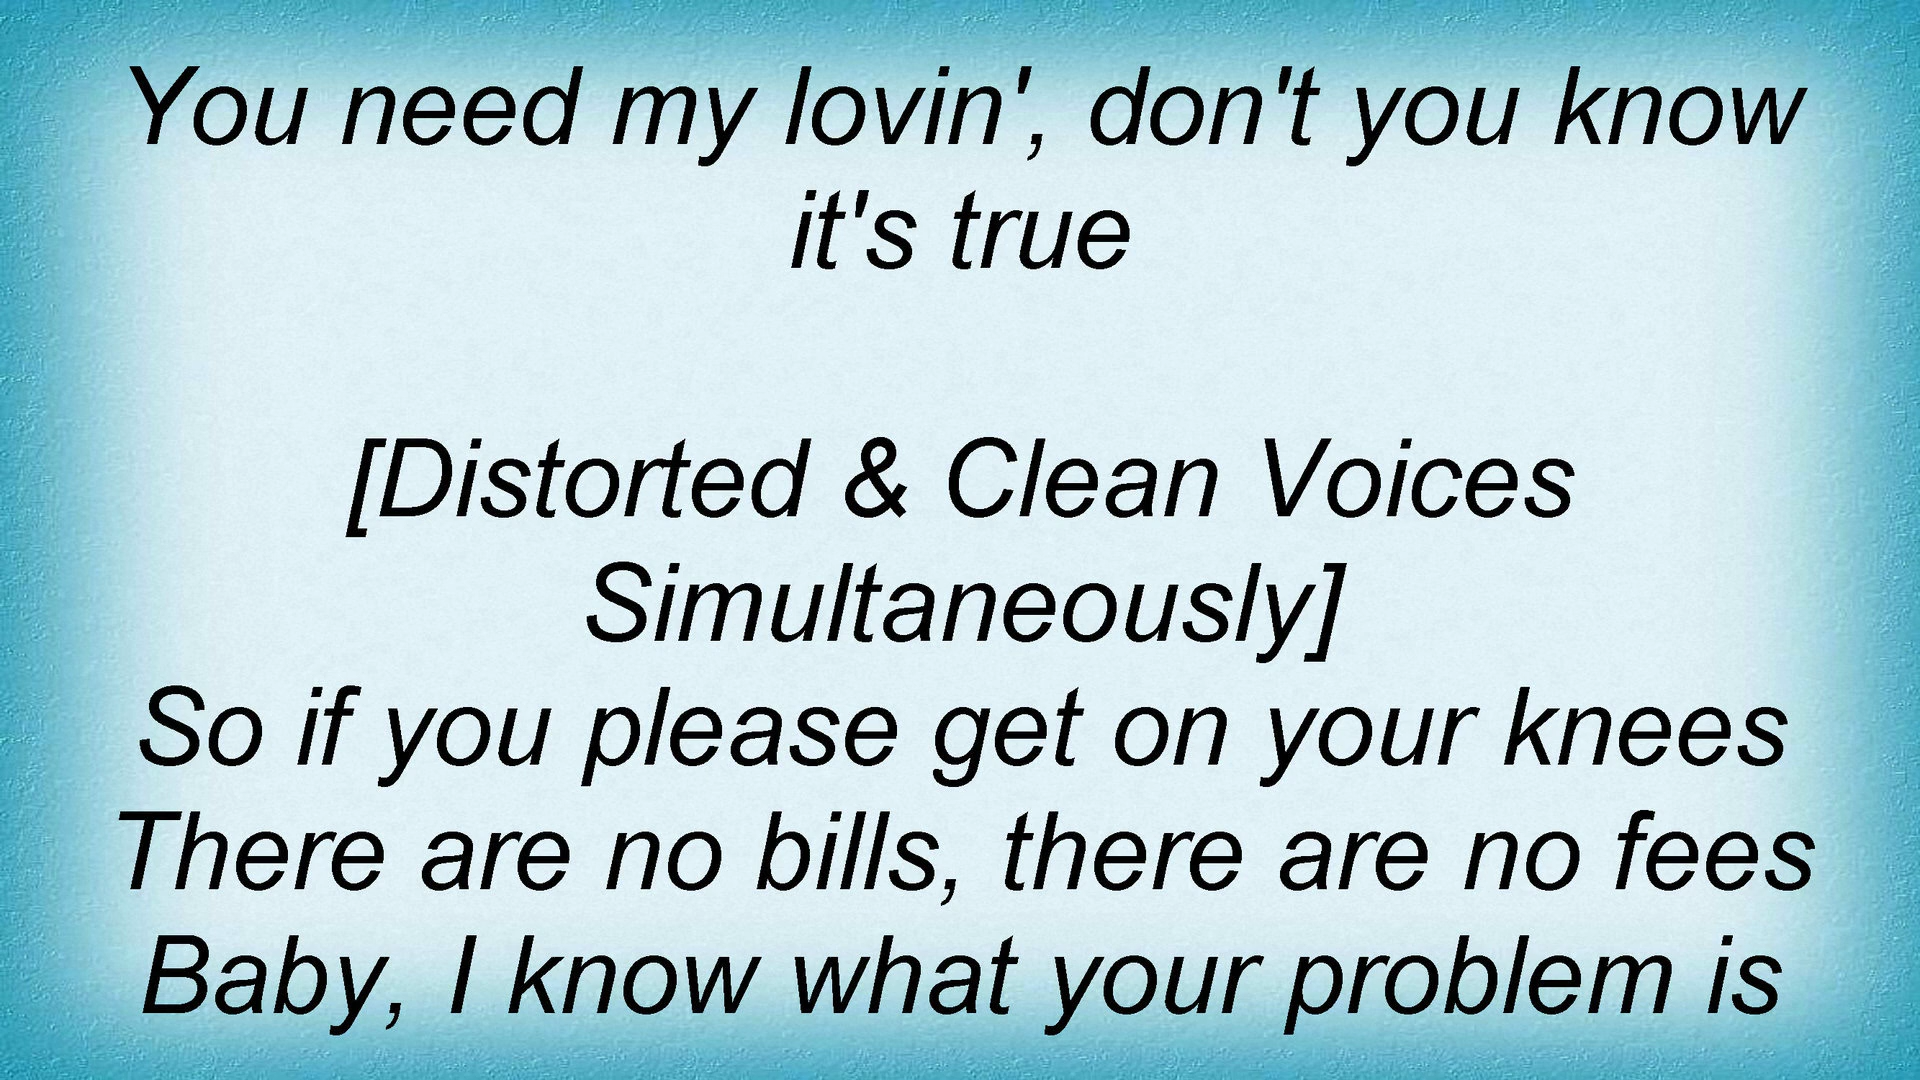 You need my lovin', don't you know
it's true
[Distorted & Clean Voices
Simultaneously]
So if you please get on your knees
There are no bills, there are no fees
Baby, I know what your problem is